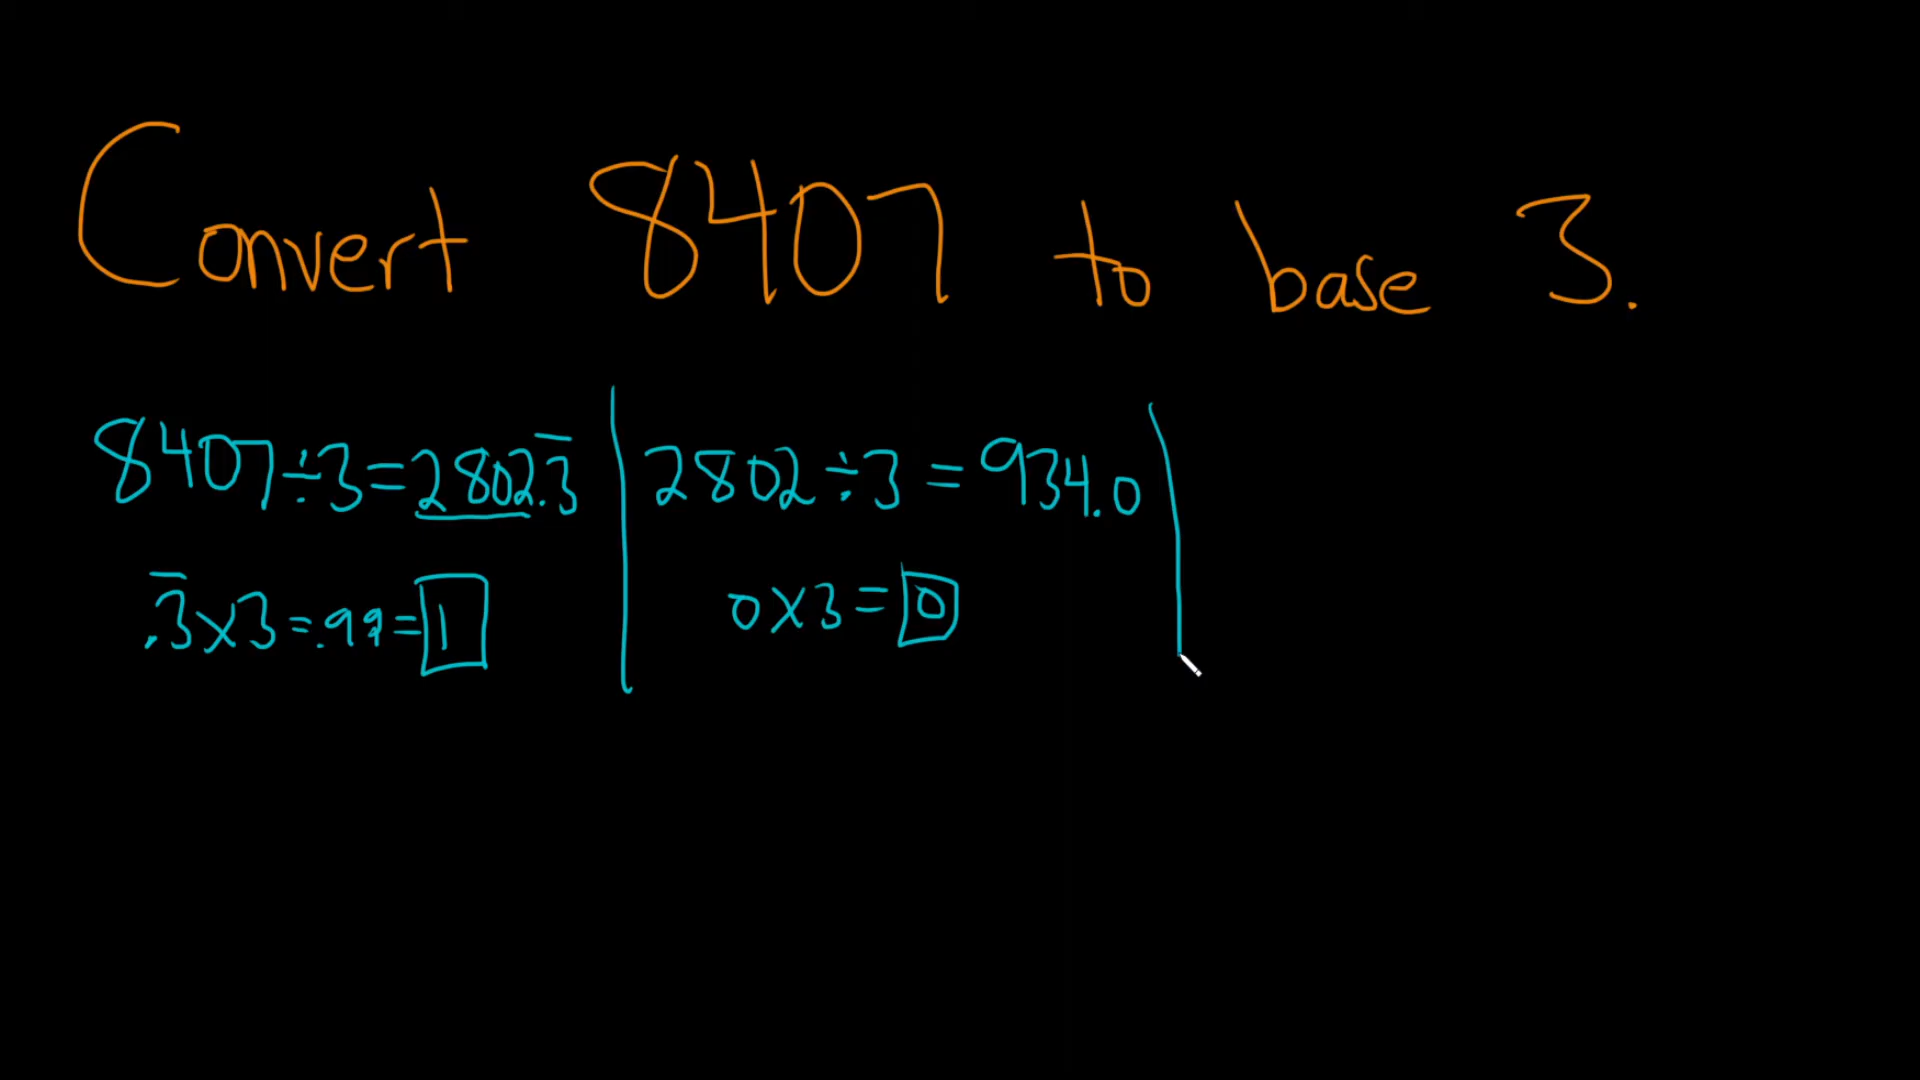 Convert 8407 to base 3.
8407÷3=2802.3̅
.3̅x3=.99=1
2802÷3=934.0
0x3=0